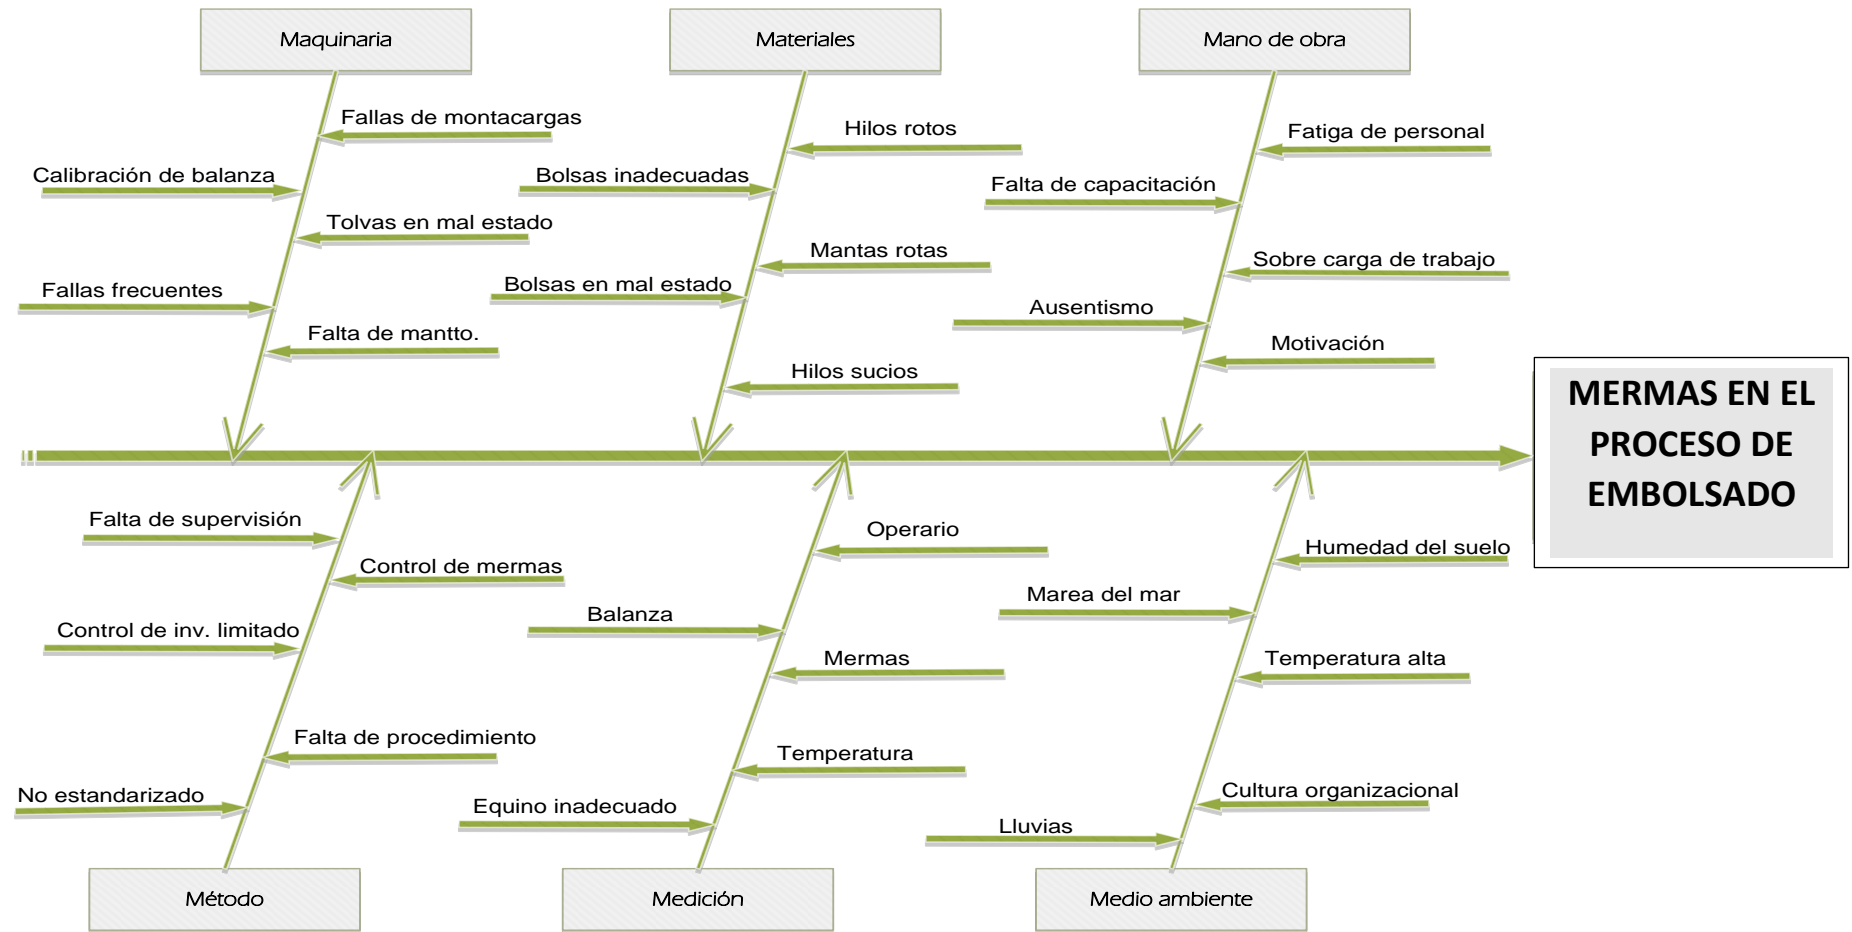 Maquinaria
Materiales
Mano de obra
Fallas de montacargas
Calibración de balanza
Tolvas en mal estado
Fallas frecuentes
Falta de mantto.
Hilos rotos
Bolsas inadecuadas
Mantas rotas
Bolsas en mal estado
Hilos sucios
Fatiga de personal
Falta de capacitación
Sobre carga de trabajo
Ausentismo
Motivación
MERMAS EN EL
PROCESO DE
EMBOLSADO
Falta de supervisión
Control de mermas
Control de inv. limitado
Falta de procedimiento
No estandarizado
Operario
Balanza
Mermas
Temperatura
Equino inadecuado
Humedad del suelo
Marea del mar
Temperatura alta
Cultura organizacional
Lluvias
Método
Medición
Medio ambiente